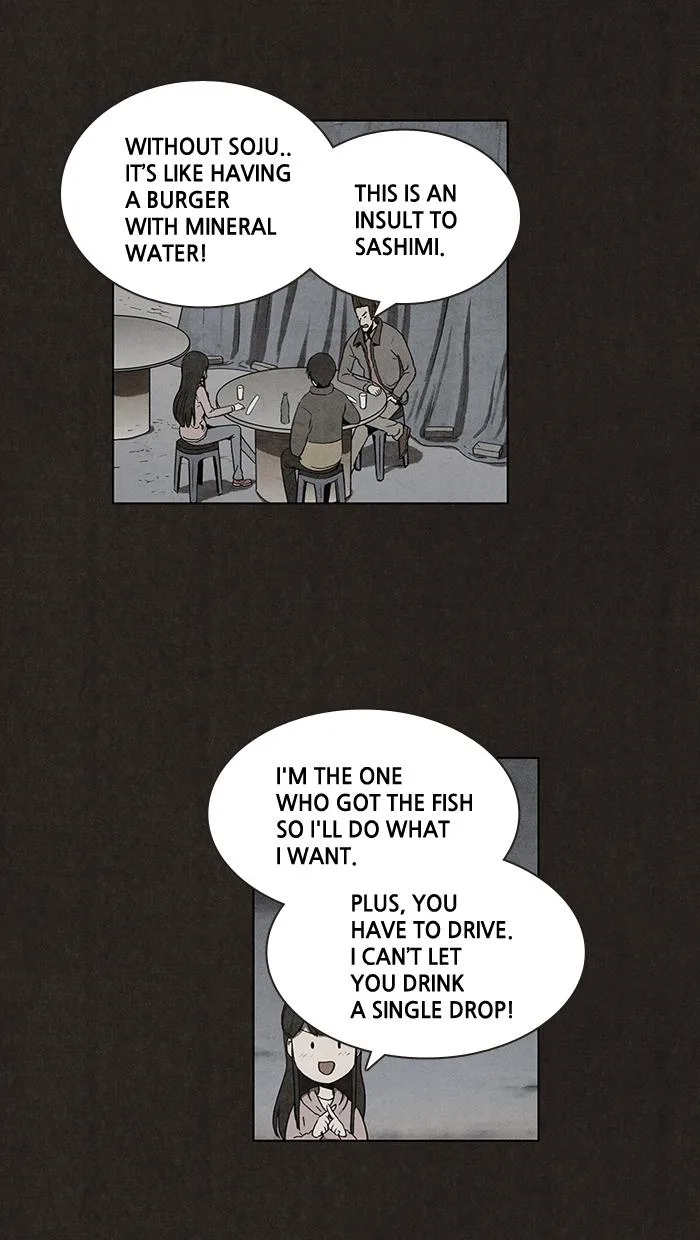 WITHOUT SOJU..
IT'S LIKE HAVING
A BURGER
WITH MINERAL
WATER!
THIS IS AN
INSULT TO
SASHIMI.
I'M THE ONE
WHO GOT THE FISH
SO I'LL DO WHAT
I WANT.
PLUS, YOU
HAVE TO DRIVE.
I CAN'T LET
YOU DRINK
A SINGLE DROP!